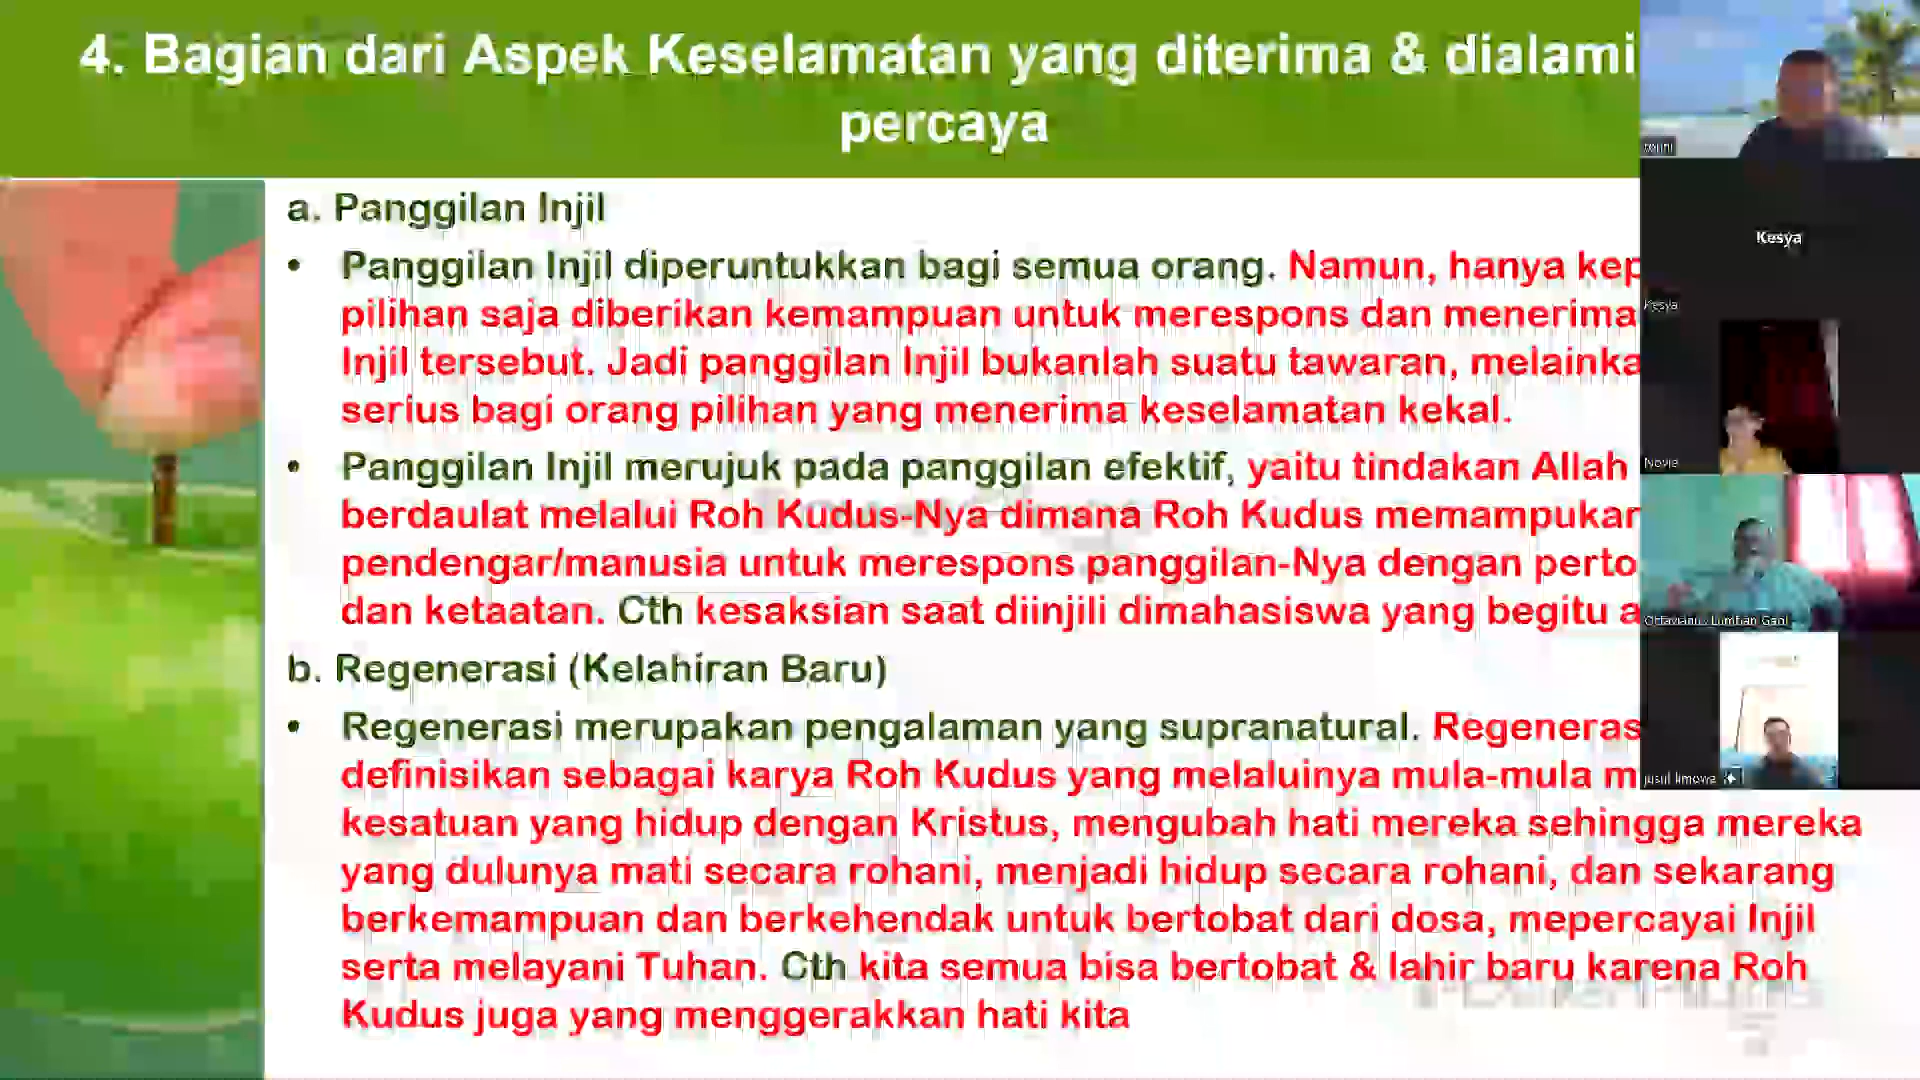 4. Bagian dari Aspek Keselamatan yang diterima & dialami
percaya
a. Panggilan Injil
• Panggilan Injil diperuntukkan bagi semua orang. Namun, hanya kep
pilihan saja diberikan kemampuan untuk merespons dan menerima
Injil tersebut. Jadi panggilan Injil bukanlah suatu tawaran, melainka
serius bagi orang pilihan yang menerima keselamatan kekal.
• Panggilan Injil merujuk pada panggilan efektif, yaitu tindakan Allah
berdaulat melalui Roh Kudus-Nya dimana Roh Kudus memampukan
pendengar/manusia untuk merespons panggilan-Nya dengan perto
dan ketaatan. Cth kesaksian saat diinjili dimahasiswa yang begitu a
b. Regenerasi (Kelahiran Baru)
• Regenerasi merupakan pengalaman yang supranatural. Regeneras
definisikan sebagai karya Roh Kudus yang melaluinya mula-mula m
kesatuan yang hidup dengan Kristus, mengubah hati mereka sehingga mereka
yang dulunya mati secara rohani, menjadi hidup secara rohani, dan sekarang
berkemampuan dan berkehendak untuk bertobat dari dosa, mepercayai Injil
serta melayani Tuhan. Cth kita semua bisa bertobat & lahir baru karena Roh
Kudus juga yang menggerakkan hati kita
Kesya
Kesya
Novie
Octavianus Lumban Gaol